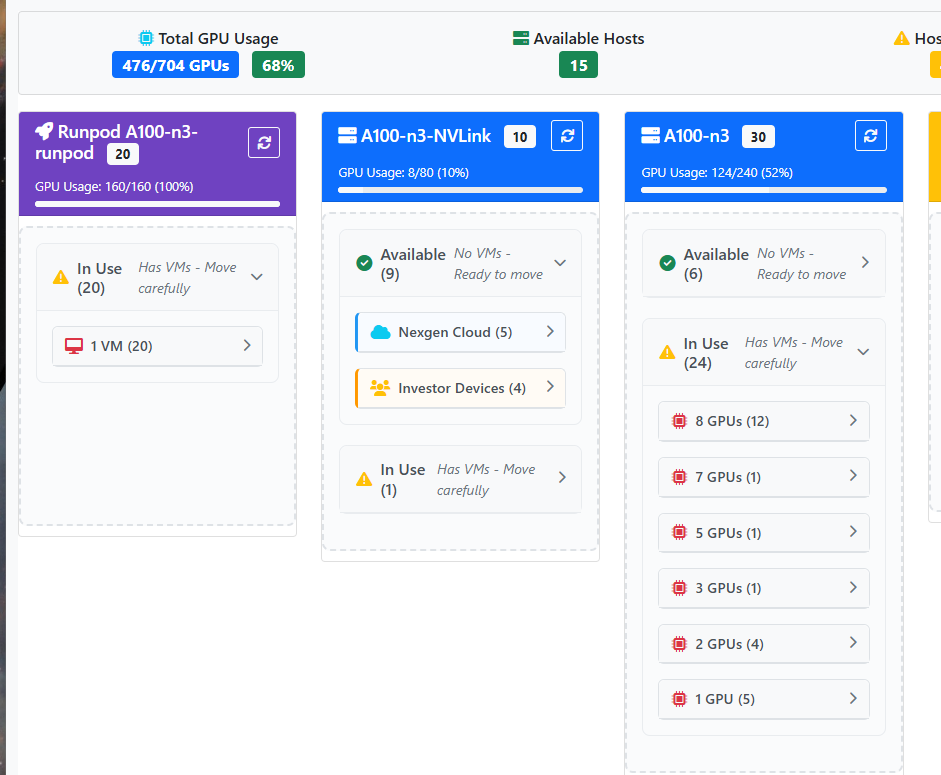 Total GPU Usage
476/704 GPUs 68%
Available Hosts
15
Runpod A100-n3-
runpod 20
GPU Usage: 160/160 (100%)
In Use
(20)
Has VMs - Move
carefully
1 VM (20)
A100-n3-NVLink 10
GPU Usage: 8/80 (10%)
Available
(9)
No VMs -
Ready to move
Nexgen Cloud (5)
Investor Devices (4)
In Use
(1)
Has VMs - Move
carefully
A100-n3 30
GPU Usage: 124/240 (52%)
Available
(6)
No VMs -
Ready to move
In Use
(24)
Has VMs - Move
carefully
8 GPUs (12)
7 GPUs (1)
5 GPUs (1)
3 GPUs (1)
2 GPUs (4)
1 GPU (5)